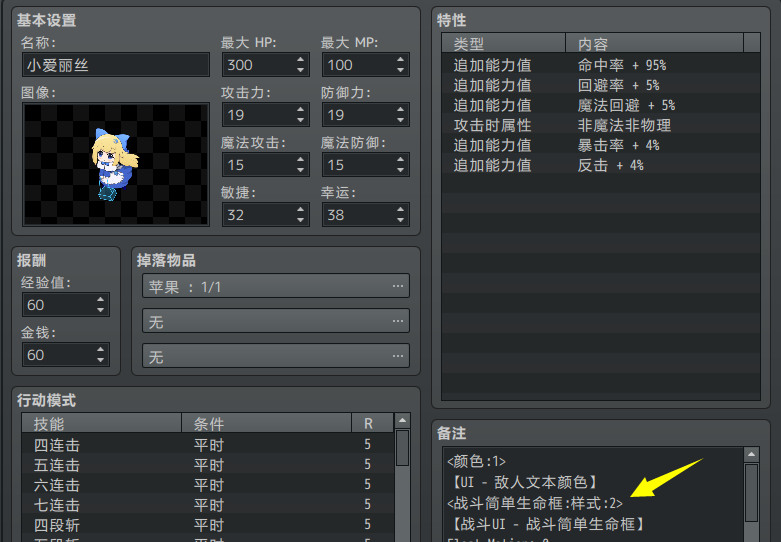 基本设置
名称:
小爱丽丝
最大 HP:
300
最大 MP:
100
图像:
攻击力:
19
防御力:
19
魔法攻击:
15
魔法防御:
15
敏捷:
32
幸运:
38
报酬
经验值:
60
金钱:
60
掉落物品
苹果 : 1/1 ...
无 ...
无 ...
行动模式
技能 条件 R
四连击 平时 5
五连击 平时 5
六连击 平时 5
七连击 平时 5
四段斩 平时 5
特性
类型 内容
追加能力值 命中率 + 95%
追加能力值 回避率 + 5%
追加能力值 魔法回避 + 5%
攻击时属性 非魔法非物理
追加能力值 暴击率 + 4%
追加能力值 反击 + 4%
备注
<颜色:1>
【UI - 敌人文本颜色】
<战斗简单生命框:样式:2>
【战斗UI - 战斗简单生命框】